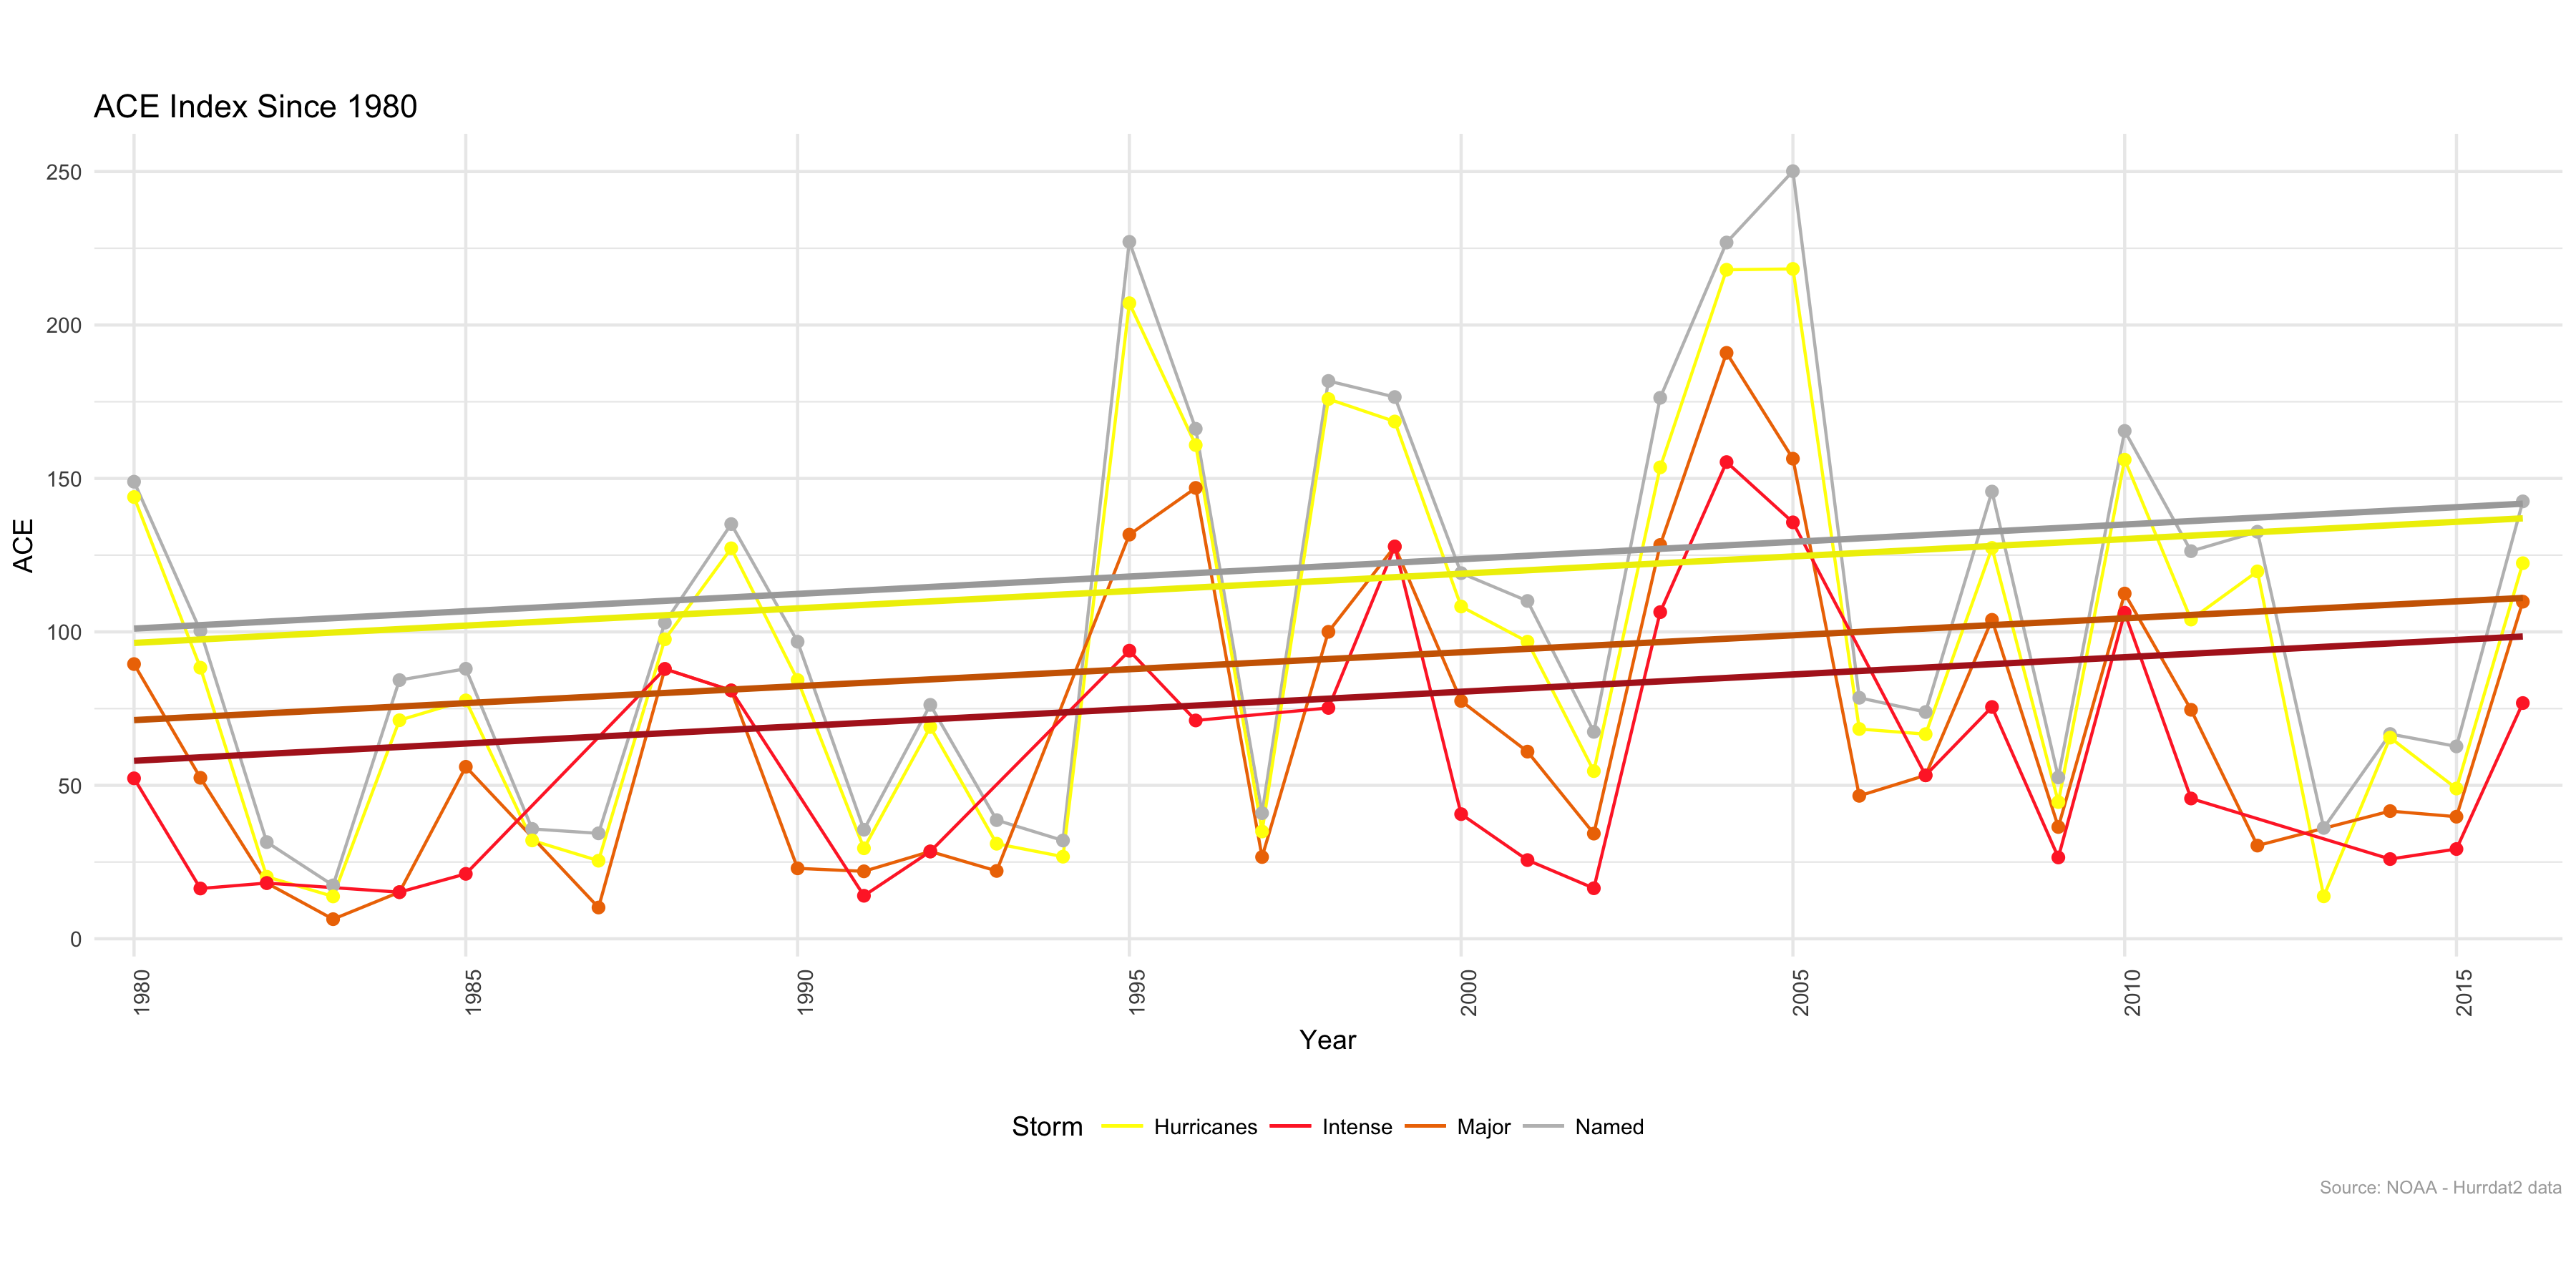 ACE Index Since 1980
250
200
150
100
50
0
ACE
1980
1985
1990
1995
2000
2005
2010
2015
Year
Storm Hurricanes Intense Major Named
Source: NOAA - Hurrdat2 data